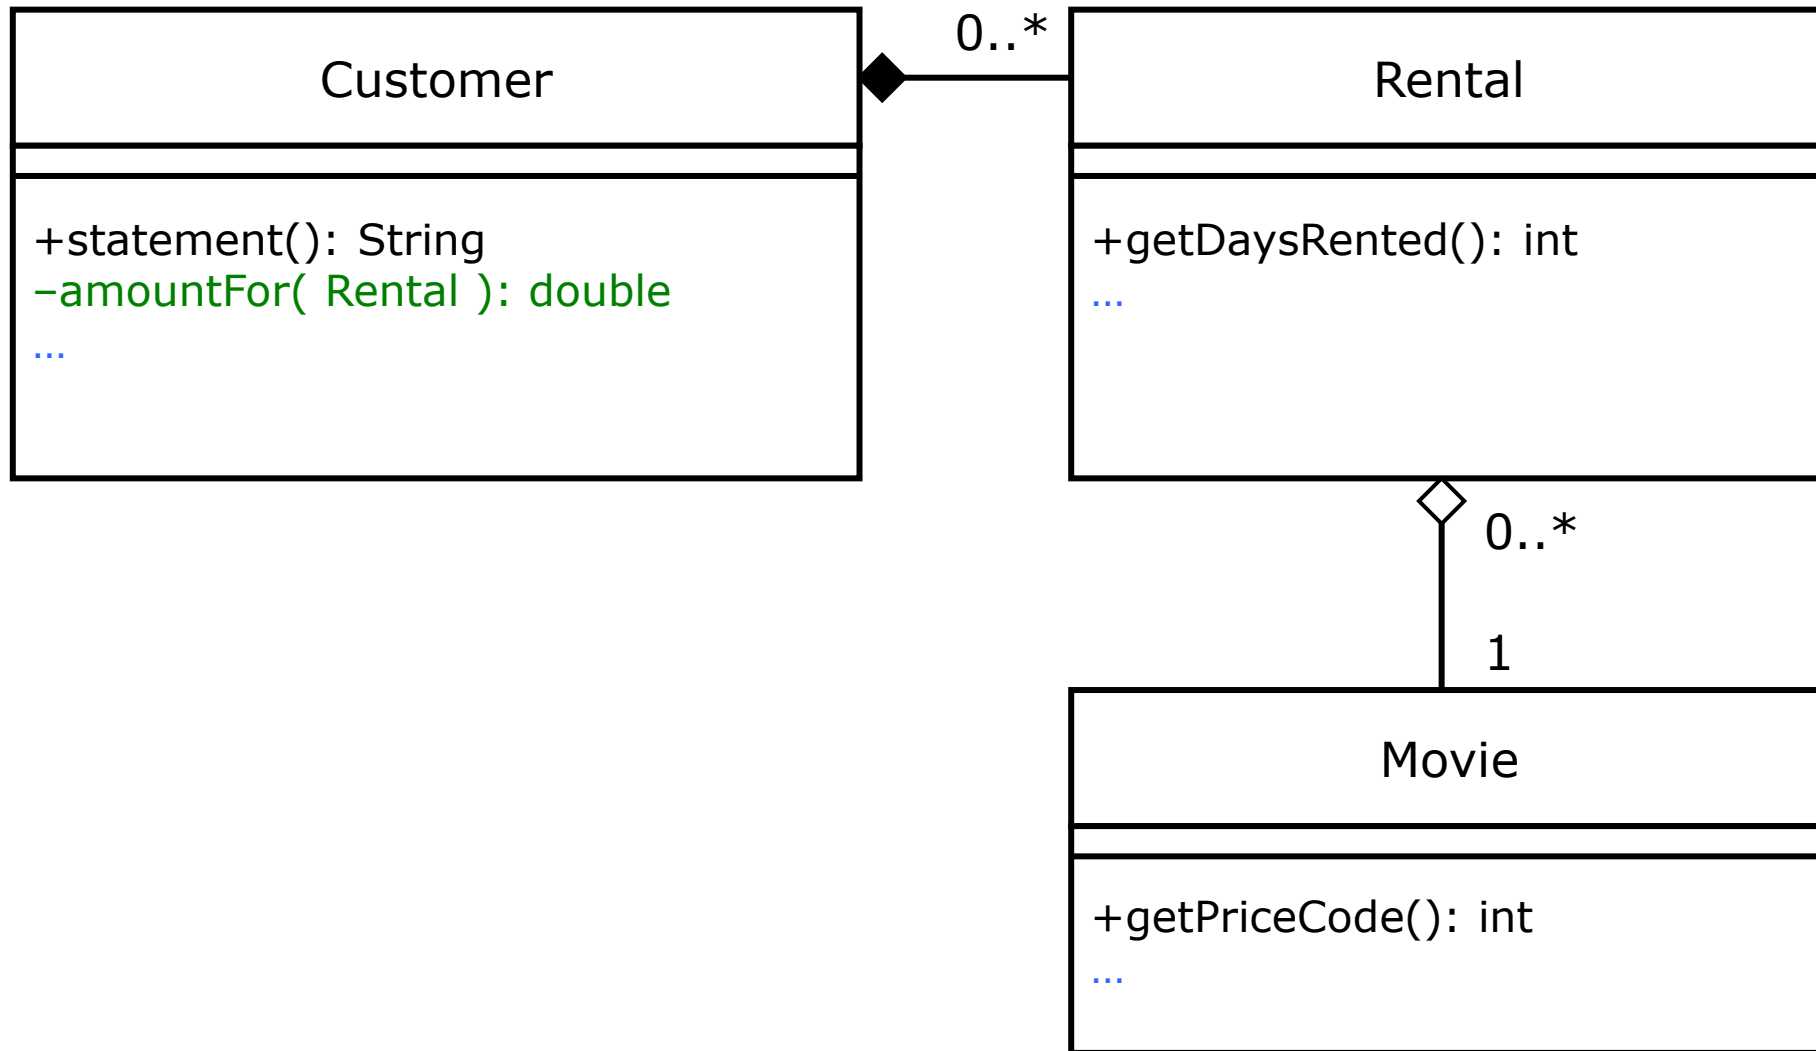 Customer
0..*
Rental
+statement(): String
−amountFor( Rental ): double
...
+getDaysRented(): int
...
0..*
1
Movie
+getPriceCode(): int
...